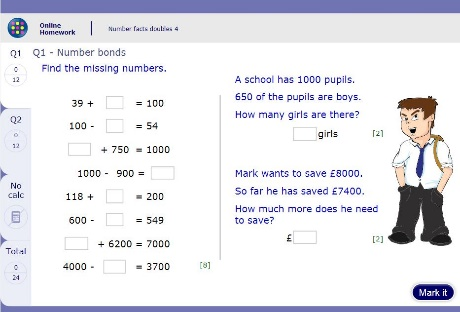 Online
Homework
Number facts doubles 4
Q1
0
12
Q2
0
12
No
calc
Total
0
24
Q1 - Number bonds
Find the missing numbers.
39 + = 100
100 - = 54
+ 750 = 1000
1000 - 900 =
118 + = 200
600 - = 549
+ 6200 = 7000
4000 - = 3700
[8]
A school has 1000 pupils.
650 of the pupils are boys.
How many girls are there?
girls
[2]
Mark wants to save £8000.
So far he has saved £7400.
How much more does he need
to save?
£
[2]
Mark it